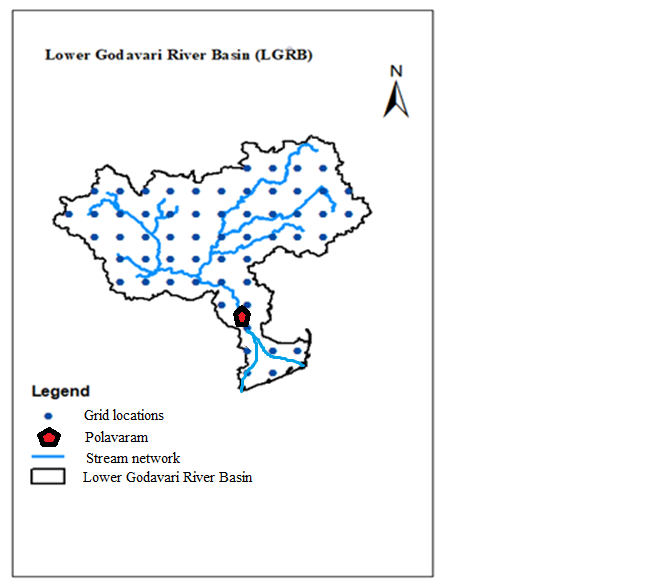 Lower Godavari River Basin (LGRB)
N
Legend
Grid locations
Polavaram
Stream network
Lower Godavari River Basin